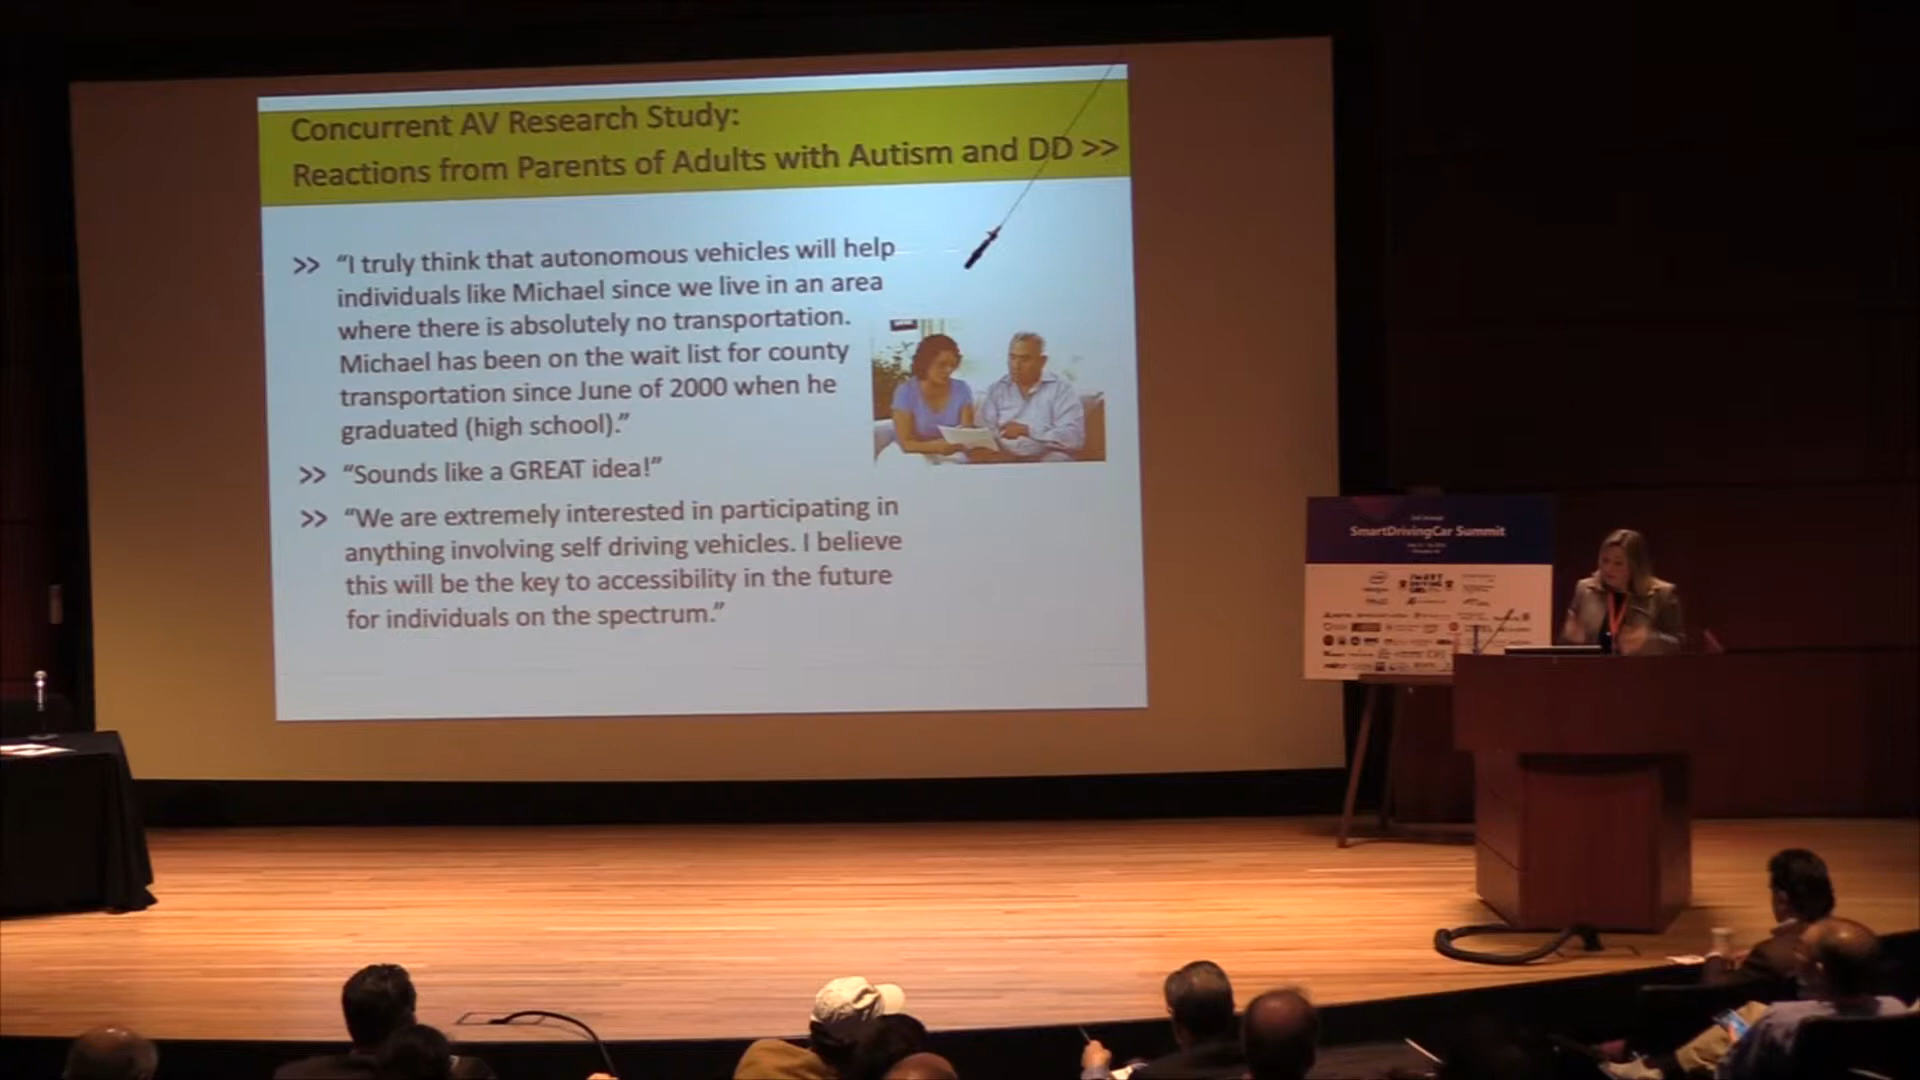 Concurrent AV Research Study:
Reactions from Parents of Adults with Autism and DD >>
>> “I truly think that autonomous vehicles will help
individuals like Michael since we live in an area
where there is absolutely no transportation.
Michael has been on the wait list for county
transportation since June of 2000 when he
graduated (high school).”
>> “Sounds like a GREAT idea!”
>> “We are extremely interested in participating in
anything involving self driving vehicles. I believe
this will be the key to accessibility in the future
for individuals on the spectrum.”
SmartDrivingCar Summit